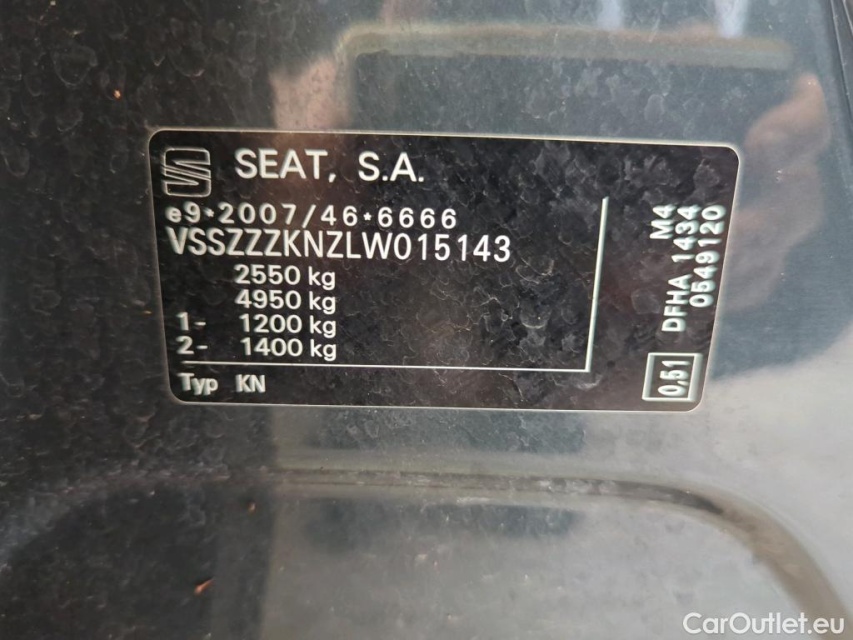 SEAT, S.A.
e9*2007/46*6666
VSSZZZKNZLW015143
2550 kg
4950 kg
1- 1200 kg
2- 1400 kg
Typ KN
M4
DFHA 1434
0549120
0,51
CarOutlet.eu